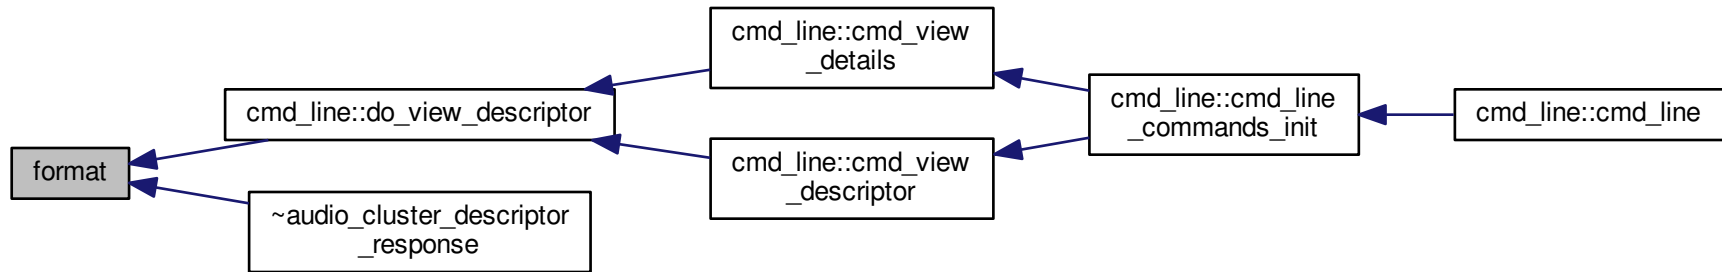 format
cmd_line::do_view_descriptor
~audio_cluster_descriptor
_response
cmd_line::cmd_view
_details
cmd_line::cmd_view
_descriptor
cmd_line::cmd_line
_commands_init
cmd_line::cmd_line